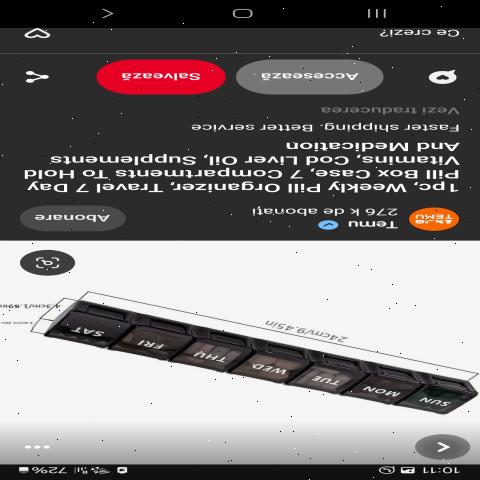 10:11
72%
SUN
MON
TUE
WED
THU
FRI
SAT
24cm/9.45in
4.3cm/1.69in
TEMU
Temu
276 k de abonați
Abonare
1pc, Weekly Pill Organizer, Travel 7 Day
Pill Box Case, 7 Compartments To Hold
Vitamins, Cod Liver Oil, Supplements
And Medication
Faster shipping. Better service
Vezi traducerea
Accesează
Salvează
Ce crezi?